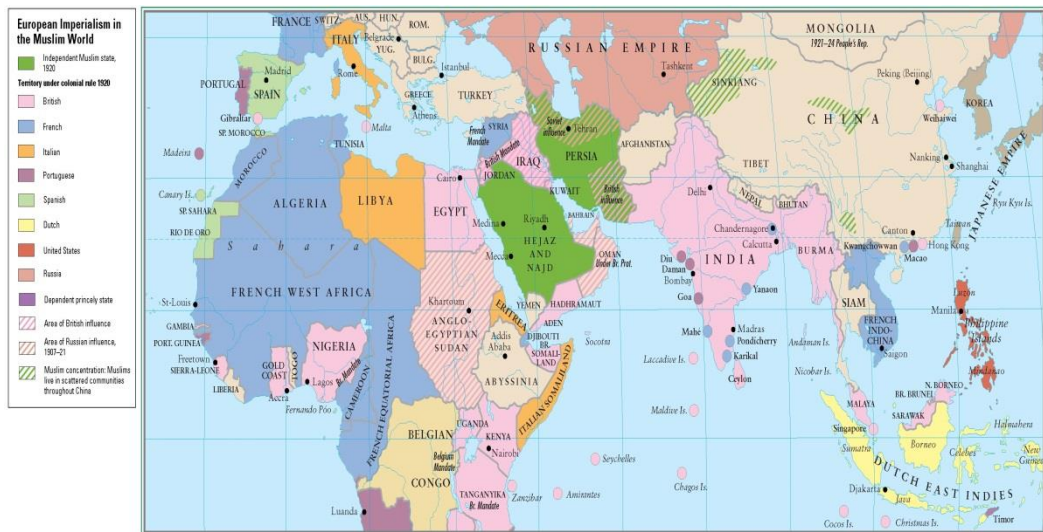 European Imperialism in
the Muslim World
Independent Muslim state,
1920
Territory under colonial rule 1920
British
French
Italian
Portuguese
Spanish
Dutch
United States
Russia
Dependent princely state
Area of British influence
Area of Russian influence,
1907–21
Muslim concentration: Muslims
live in scattered communities
throughout China
FRANCE
SWITZ.
AUS.
HUN.
ROM.
ITALY
Belgrade
YUG.
BULG.
RUSSIAN EMPIRE
MONGOLIA
1921–24 People's Rep.
PORTUGAL
Madrid
SPAIN
Rome
Istanbul
Tashkent
SINKIANG
Peking (Beijing)
KOREA
GREECE
Athens
TURKEY
CHINA
Weihaiwei
Gibraltar
SP. MOROCCO
Malta
TUNISIA
French
Mandate
SYRIA
Soviet
influence
Tehran
AFGHANISTAN
JAPANESE EMPIRE
Madeira
MOROCCO
British Mandate
IRAQ
JORDAN
PERSIA
TIBET
Nanking
Shanghai
Canary Is.
ALGERIA
LIBYA
Cairo
EGYPT
KUWAIT
British
influence
Delhi
NEPAL
BHUTAN
Ryu Kyu Is.
SP. SAHARA
RIO DE ORO
Medina
Riyadh
BAHRAIN
Chandernagore
Calcutta
Canton
Taiwan
Sahara
Mecca
HEJAZ
AND
NAJD
OMAN
Under Br. Prot.
Diu
Daman
Bombay
INDIA
BURMA
Kwangchowwan
Hong Kong
Macao
St-Louis
FRENCH WEST AFRICA
Khartoum
ANGLO-
EGYPTIAN
SUDAN
ERITREA
YEMEN
HADHRAMAUT
ADEN
Goa
Yanaon
SIAM
Luzon
Manila
Philippine
Islands
GAMBIA
PORT. GUINEA
NIGERIA
Addis
Ababa
DJIBOUTI
BR.
SOMALI-
LAND
Socotra
Mahé
Madras
Pondicherry
Karikal
Andaman Is.
FRENCH
INDO-
CHINA
Saigon
Freetown
SIERRA-LEONE
GOLD
COAST
TOGO
Br. Mandate
ABYSSINIA
Laccadive Is.
Ceylon
Nicobar Is.
Mindanao
LIBERIA
Accra
Lagos
Fernando Póo
CAMEROON
FRENCH EQUATORIAL AFRICA
ITALIAN SOMALILAND
N. BORNEO
BR. BRUNEI
SARAWAK
MALAYA
UGANDA
KENYA
Nairobi
Maldive Is.
Singapore
BELGIAN
CONGO
Belgian
Mandate
Sumatra
Borneo
Celebes
Halmahera
New
Guinea
Seychelles
DUTCH EAST INDIES
TANGANYIKA
Br. Mandate
Zanzibar
Amirantes
Chagos Is.
Djakarta
Java
Luanda
Cocos Is.
Christmas Is.
Timor